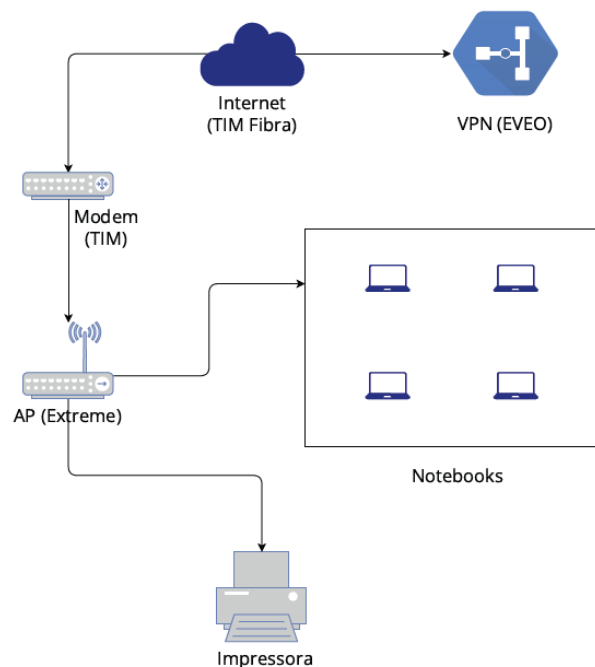 Internet
(TIM Fibra)
VPN (EVEO)
Modem
(TIM)
AP (Extreme)
Notebooks
Impressora